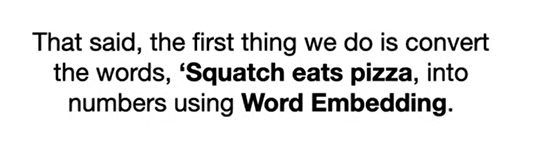 That said, the first thing we do is convert
the words, ‘Squatch eats pizza, into
numbers using Word Embedding.